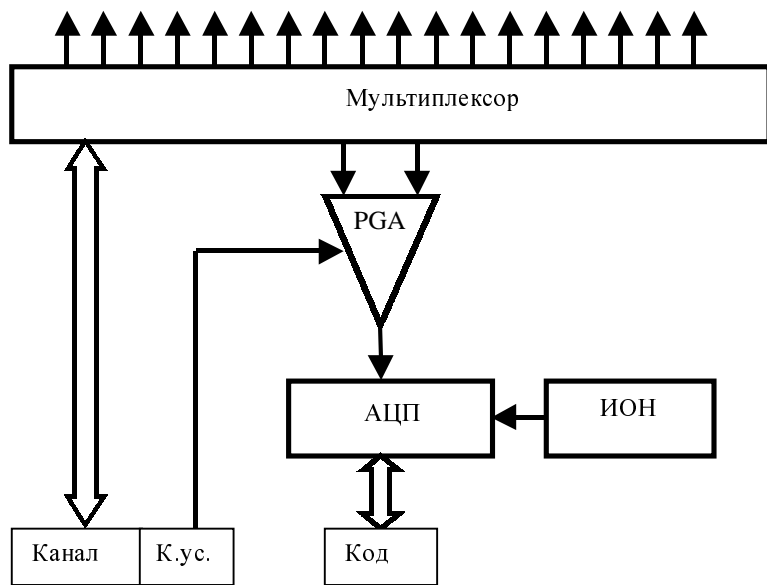 Мультиплексор
PGA
АЦП
ИОН
Канал
К.ус.
Код